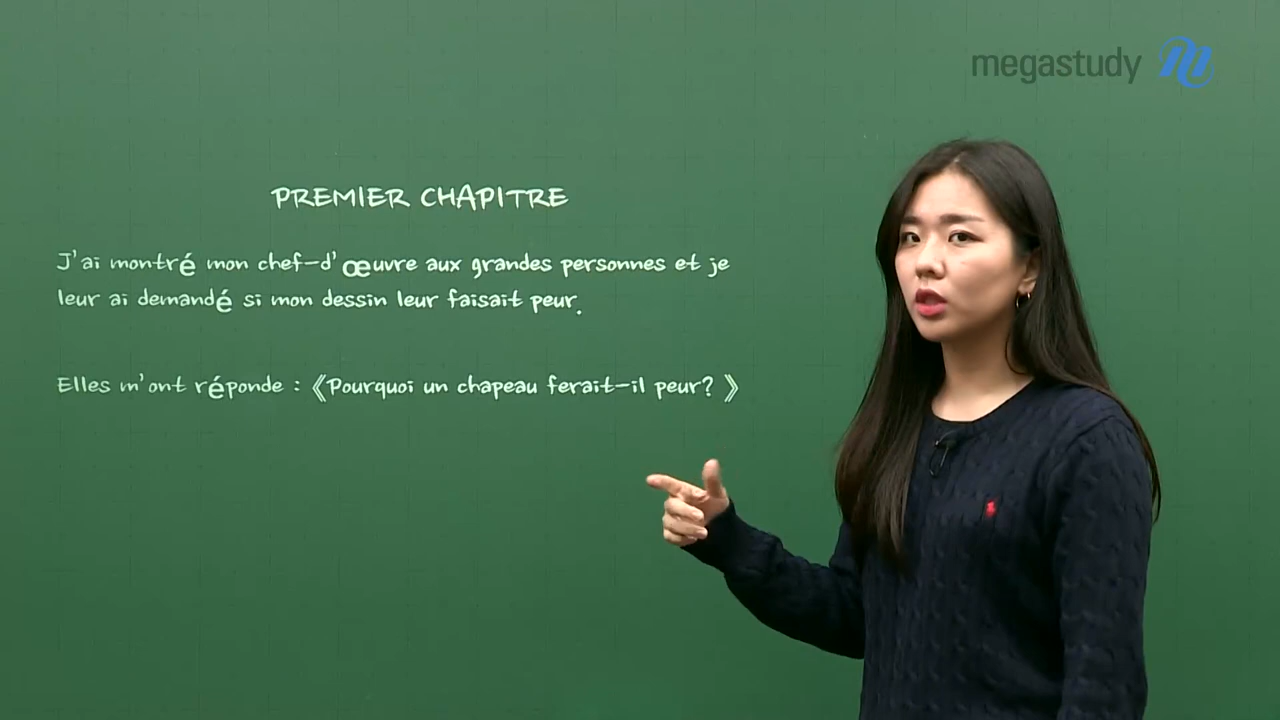 megastudy
PREMIER CHAPITRE
J'ai montré mon chef-d'œuvre aux grandes personnes et je
leur ai demandé si mon dessin leur faisait peur.
Elles m'ont réponde : 《Pourquoi un chapeau ferait-il peur? 》